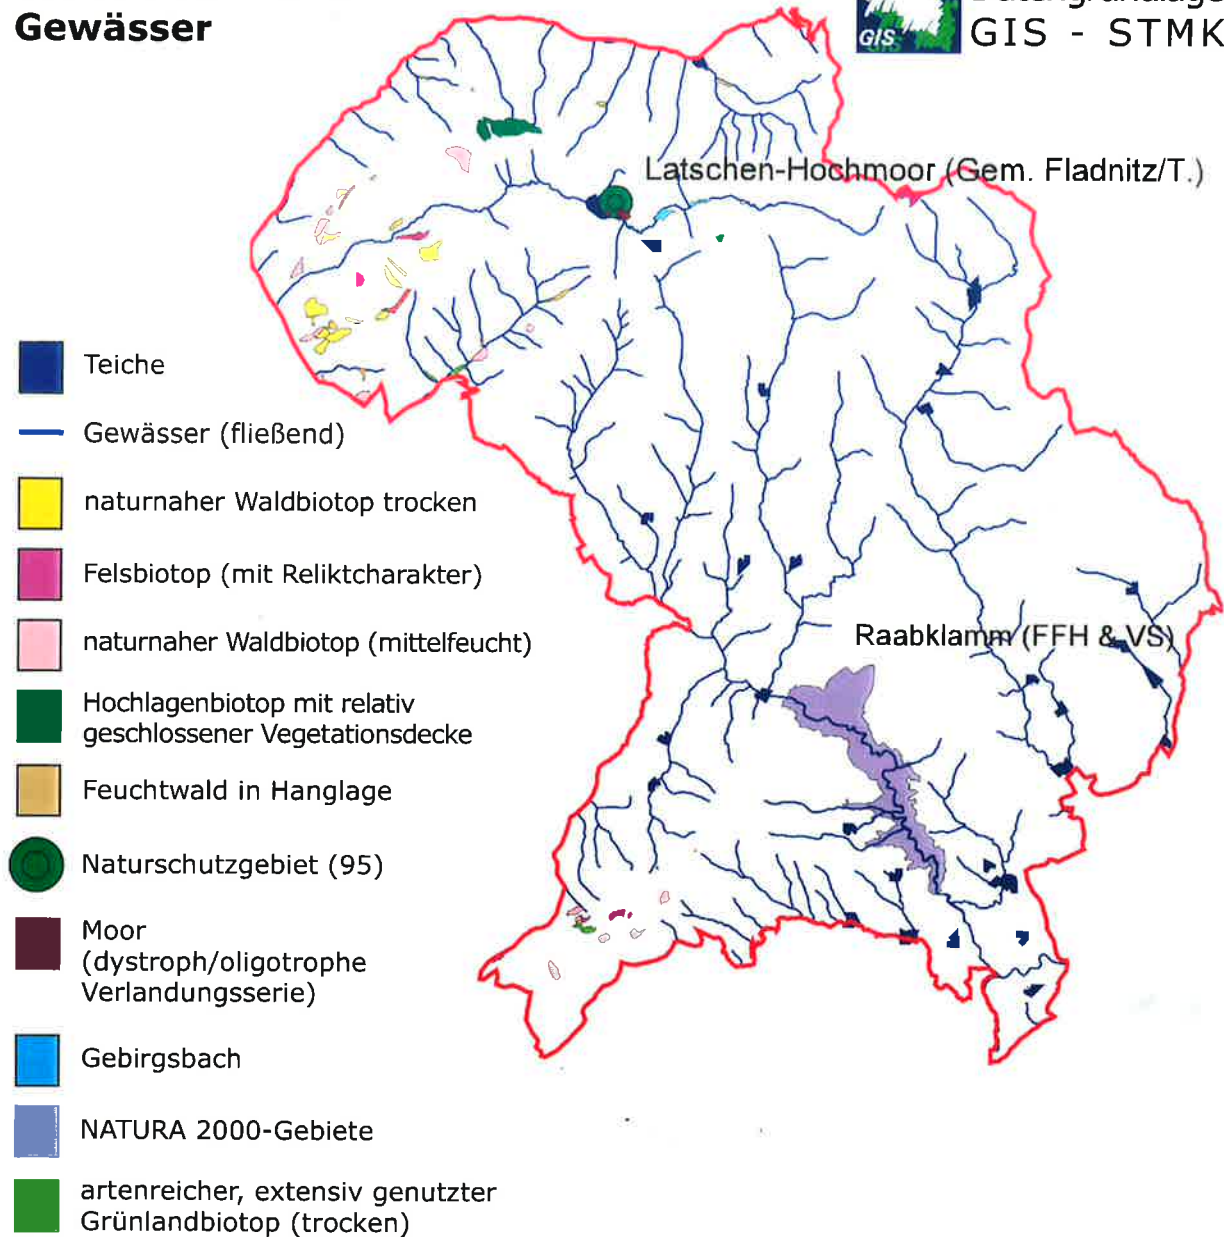 Gewässer
GIS
GIS - STMK
Latschen-Hochmoor (Gem. Fladnitz/T.)
Teiche
Gewässer (fließend)
naturnaher Waldbiotop trocken
Felsbiotop (mit Reliktcharakter)
naturnaher Waldbiotop (mittelfeucht)
Raabklamm (FFH & VS)
Hochlagenbiotop mit relativ
geschlossener Vegetationsdecke
Feuchtwald in Hanglage
Naturschutzgebiet (95)
Moor
(dystroph/oligotrophe
Verlandungsserie)
Gebirgsbach
NATURA 2000-Gebiete
artenreicher, extensiv genutzter
Grünlandbiotop (trocken)